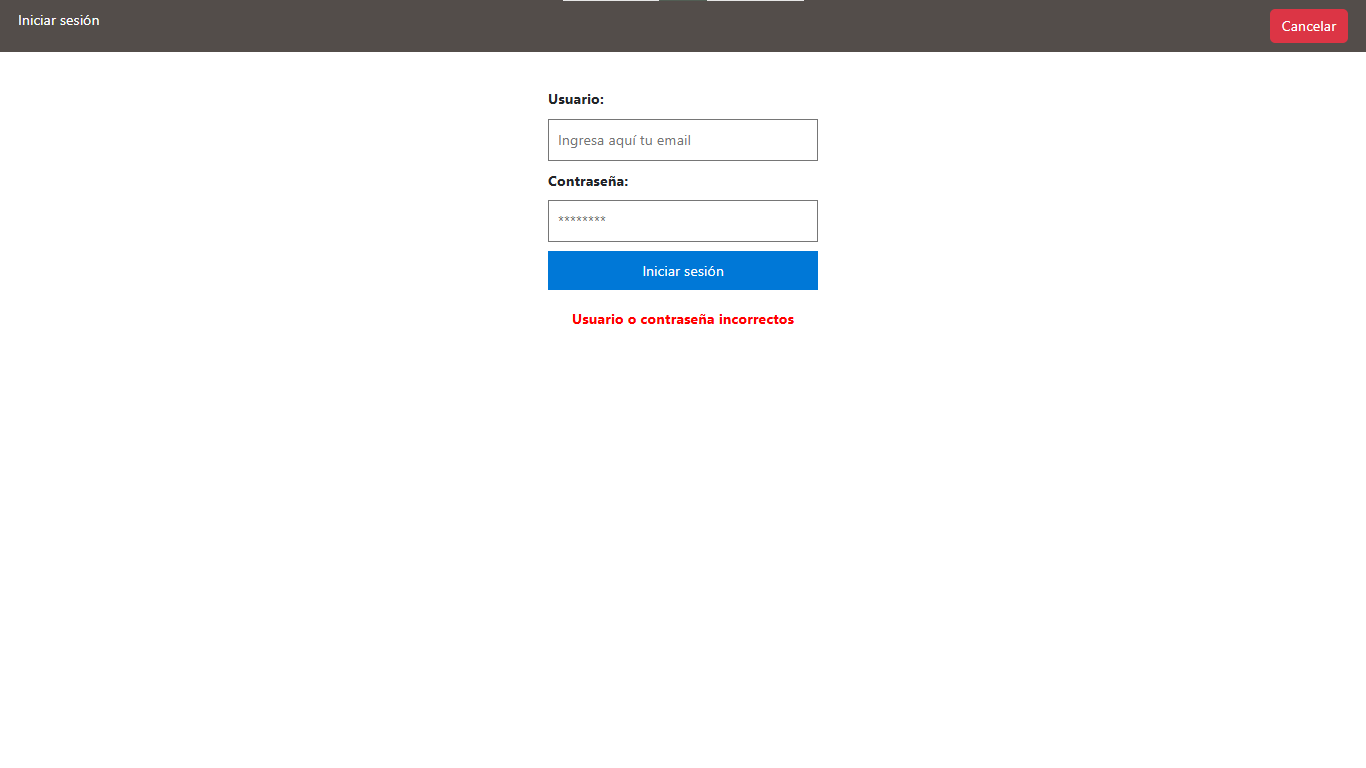 Iniciar sesión
Cancelar
Usuario:
Ingresa aquí tu email
Contraseña:
********
Iniciar sesión
Usuario o contraseña incorrectos